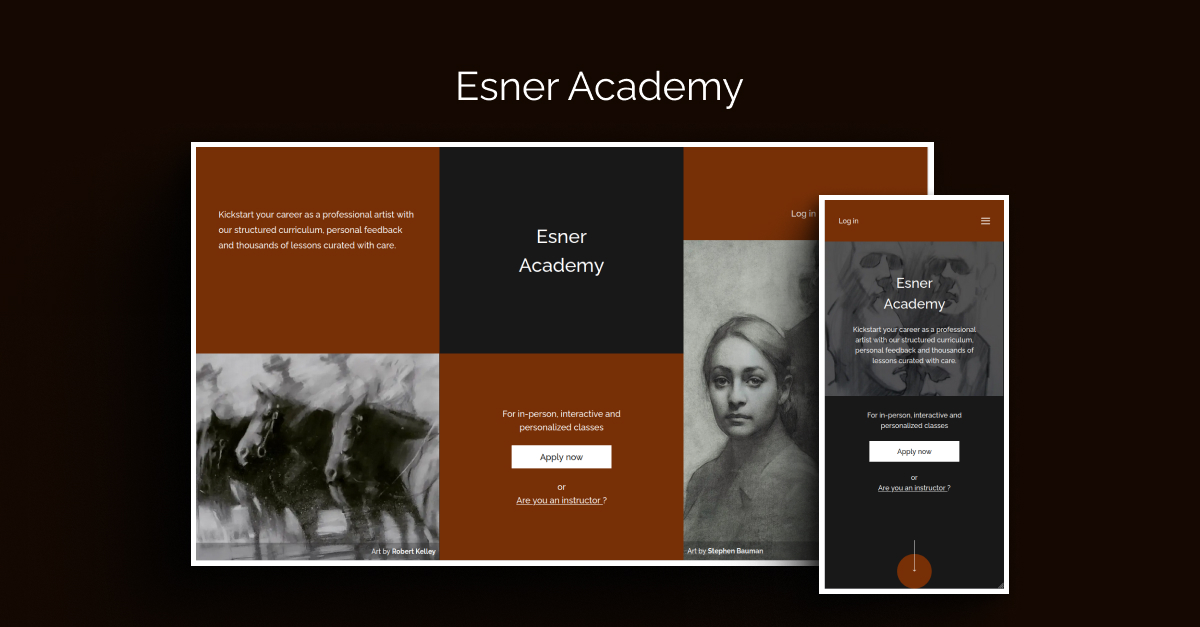 Esner Academy
Kickstart your career as a professional artist with
our structured curriculum, personal feedback
and thousands of lessons curated with care.
Esner
Academy
Log in
Art by Robert Kelley
For in-person, interactive and
personalized classes
Apply now
or
Are you an instructor ?
Art by Stephen Bauman
Log in
Esner
Academy
Kickstart your career as a professional
artist with our structured curriculum,
personal feedback and thousands of
lessons curated with care.
For in-person, interactive and
personalized classes
Apply now
or
Are you an instructor ?